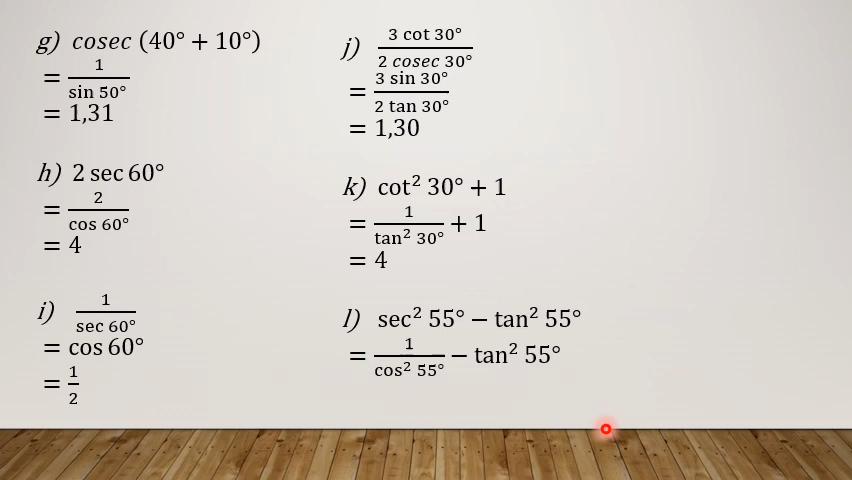 g) cosec (40° + 10°)
= 1/sin 50°
= 1,31
h) 2 sec 60°
= 2/cos 60°
= 4
i) 1/sec 60°
= cos 60°
= 1/2
j) 3 cot 30°/2 cosec 30°
= 3 sin 30°/2 tan 30°
= 1,30
k) cot² 30° + 1
= 1/tan² 30° + 1
= 4
l) sec² 55° − tan² 55°
= 1/cos² 55° − tan² 55°